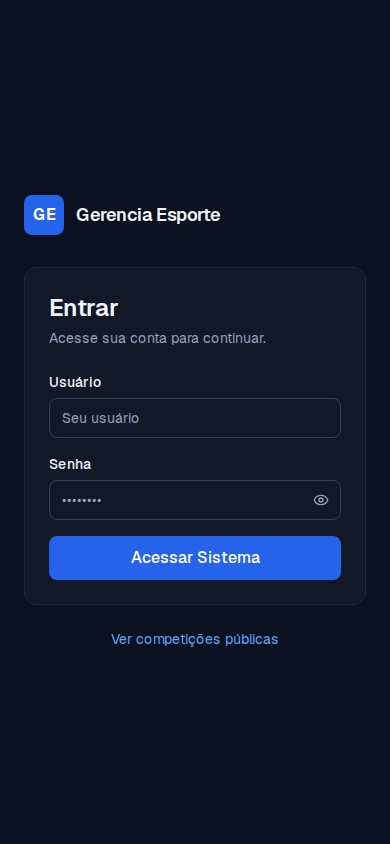 GE
Gerencia Esporte
Entrar
Acesse sua conta para continuar.
Usuário
Seu usuário
Senha
••••••••
Acessar Sistema
Ver competições públicas